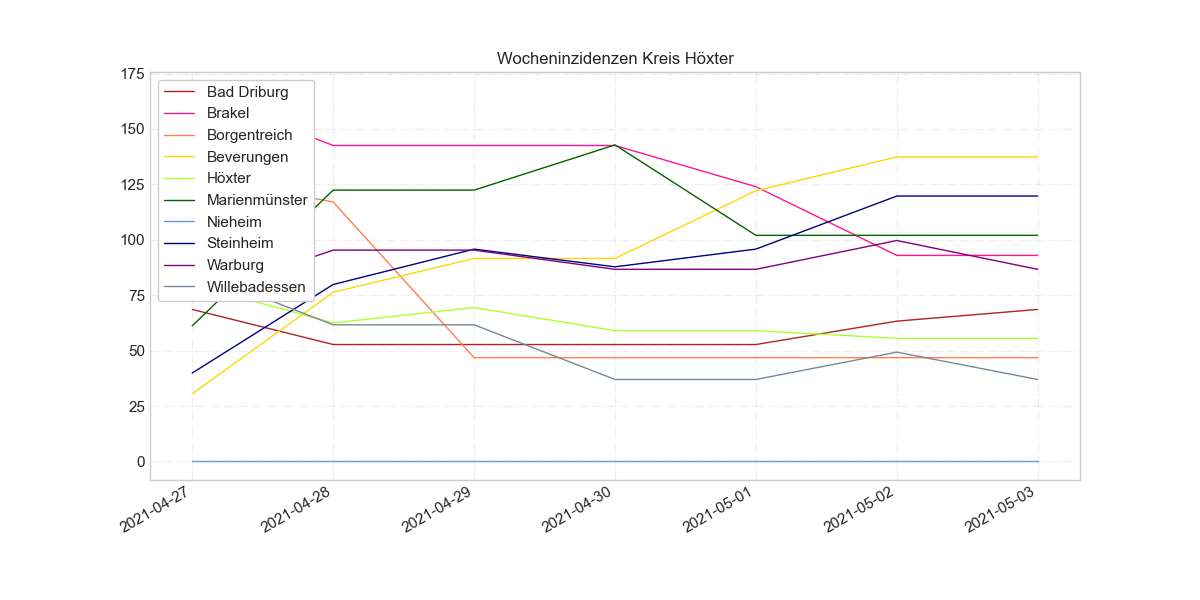 Wocheninzidenzen Kreis Höxter
175
150
125
100
75
50
25
0
Bad Driburg
Brakel
Borgentreich
Beverungen
Höxter
Marienmünster
Nieheim
Steinheim
Warburg
Willebadessen
2021-04-27
2021-04-28
2021-04-29
2021-04-30
2021-05-01
2021-05-02
2021-05-03